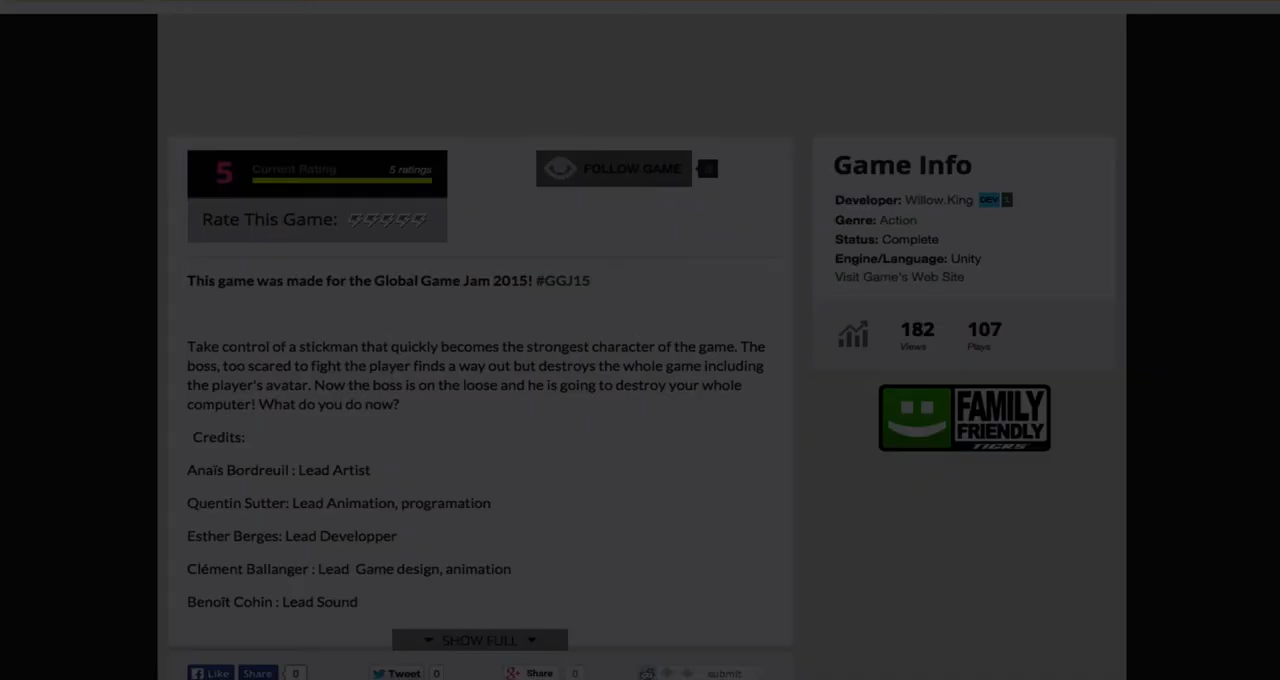 5 Current Rating 5 ratings
Rate This Game:
FOLLOW GAME
This game was made for the Global Game Jam 2015! #GGJ15
Take control of a stickman that quickly becomes the strongest character of the game. The
boss, too scared to fight the player finds a way out but destroys the whole game including
the player's avatar. Now the boss is on the loose and he is going to destroy your whole
computer! What do you do now?
Credits:
Anaïs Bordreuil : Lead Artist
Quentin Sutter: Lead Animation, programation
Esther Berges: Lead Developper
Clément Ballanger : Lead Game design, animation
Benoît Cohin : Lead Sound
SHOW FULL
Like Share 0 Tweet 0 Share 0 submit
Game Info
Developer: Willow.King DEV 1
Genre: Action
Status: Complete
Engine/Language: Unity
Visit Game's Web Site
182 107
Views Plays
FAMILY
FRIENDLY
TIGRS